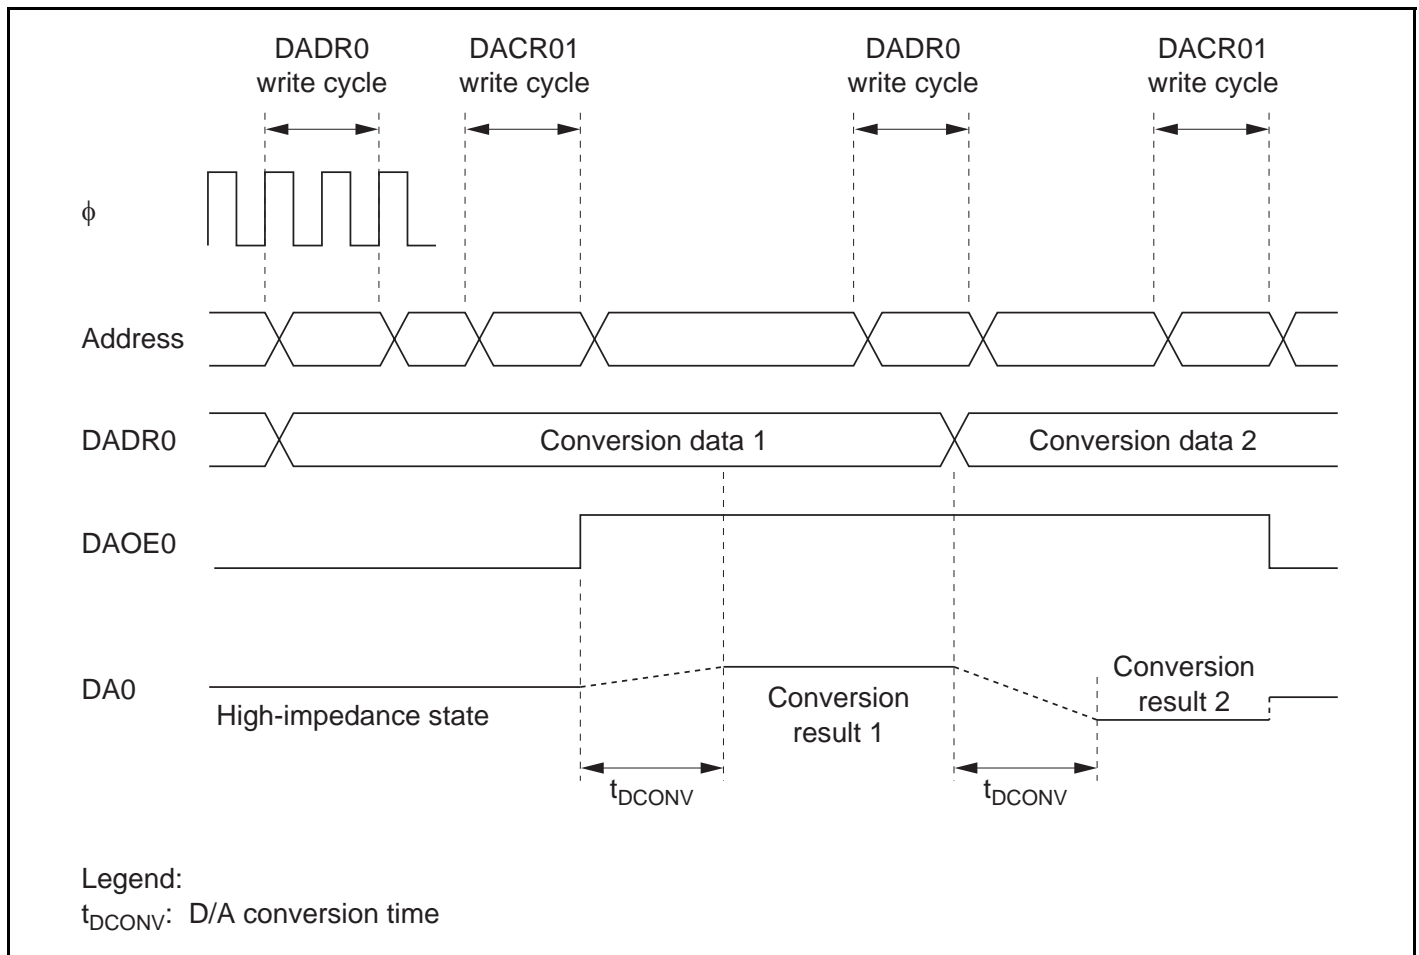 DADR0
write cycle
DACR01
write cycle
DADR0
write cycle
DACR01
write cycle
ϕ
Address
DADR0
Conversion data 1
Conversion data 2
DAOE0
DA0
High-impedance state
Conversion
result 1
Conversion
result 2
tDCONV
tDCONV
Legend:
tDCONV: D/A conversion time